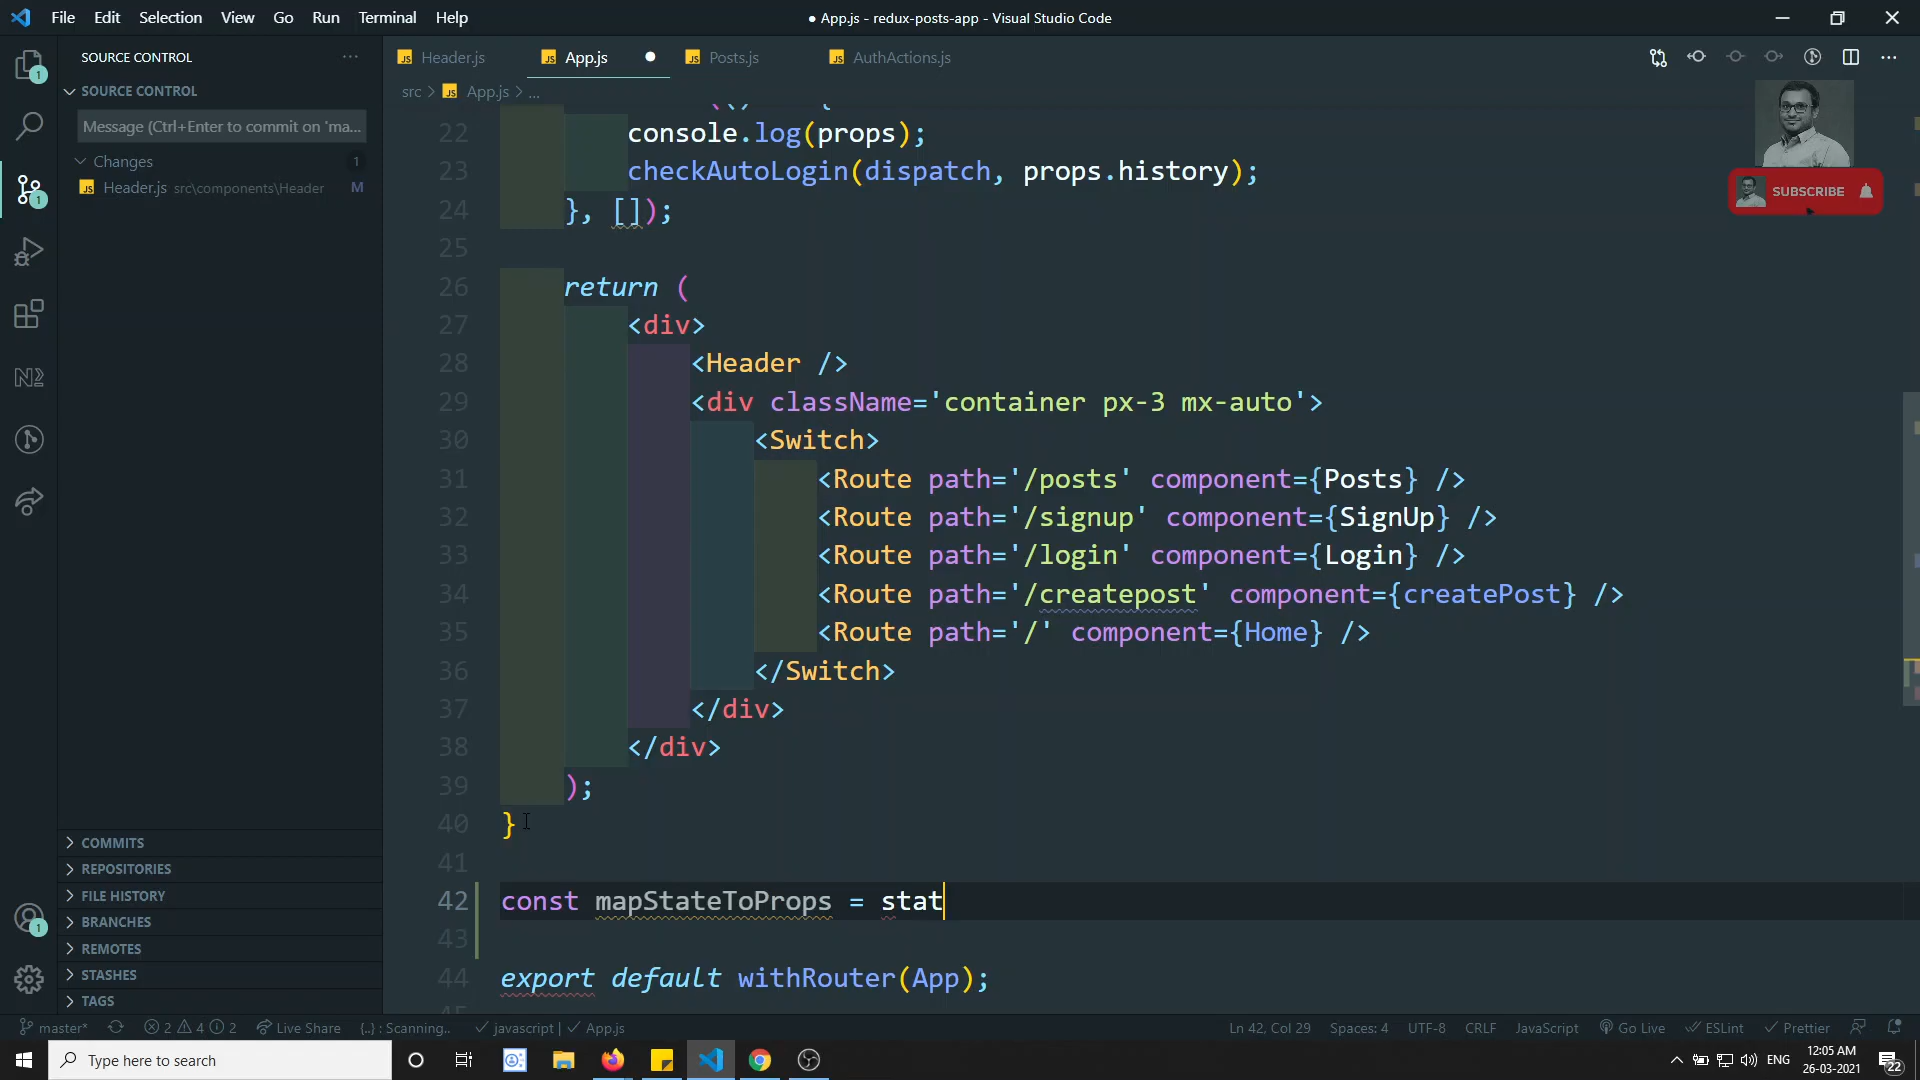 File Edit Selection View Go Run Terminal Help
● App.js - redux-posts-app - Visual Studio Code
SOURCE CONTROL
SOURCE CONTROL
Message (Ctrl+Enter to commit on 'ma...
Changes 1
Header.js src\components\Header M
COMMITS
REPOSITORIES
FILE HISTORY
BRANCHES
REMOTES
STASHES
TAGS
Header.js App.js Posts.js AuthActions.js
src > App.js > ...
SUBSCRIBE
22 console.log(props);
23 checkAutoLogin(dispatch, props.history);
24 }, []);
25
26 return (
27 <div>
28 <Header />
29 <div className='container px-3 mx-auto'>
30 <Switch>
31 <Route path='/posts' component={Posts} />
32 <Route path='/signup' component={SignUp} />
33 <Route path='/login' component={Login} />
34 <Route path='/createpost' component={createPost} />
35 <Route path='/' component={Home} />
36 </Switch>
37 </div>
38 </div>
39 );
40 }
41
42 const mapStateToProps = stat
43
44 export default withRouter(App);
master* 2 4 2 Live Share {..} : Scanning.. javascript | App.js Ln 42, Col 29 Spaces: 4 UTF-8 CRLF JavaScript Go Live ESLint Prettier
Type here to search
ENG
12:05 AM
26-03-2021
22